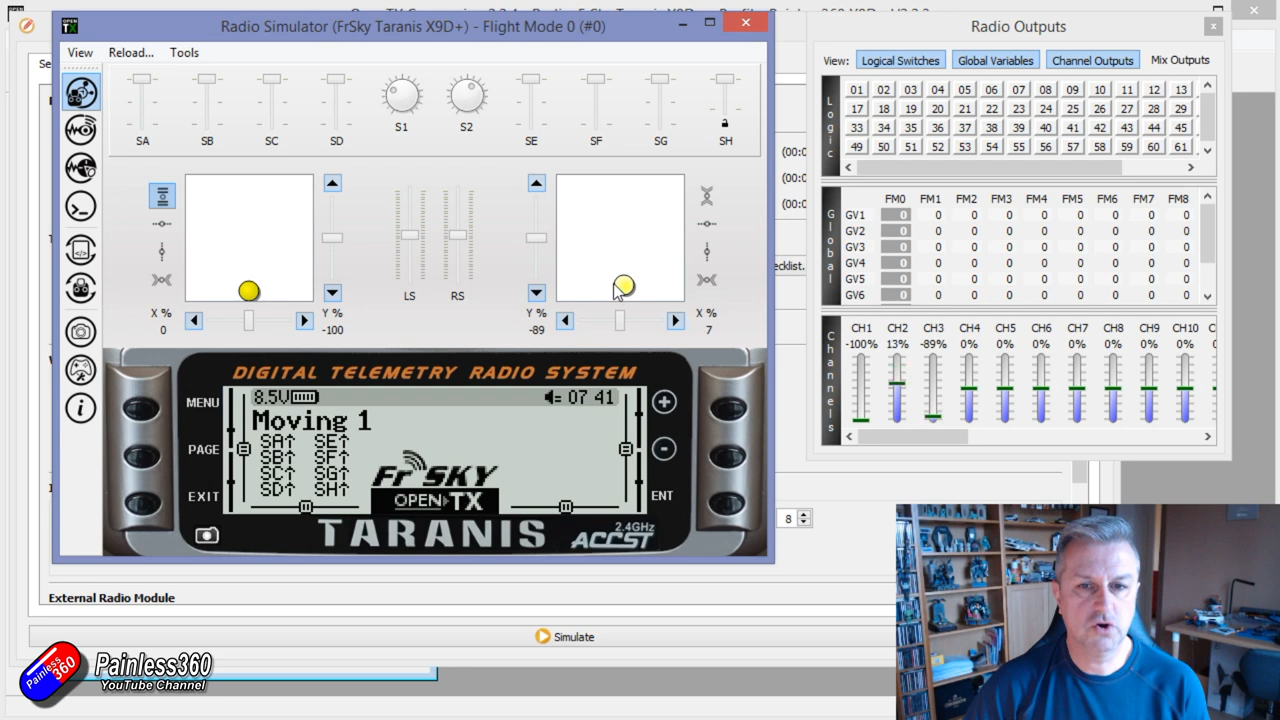 Radio Simulator (FrSky Taranis X9D+) - Flight Mode 0 (#0)
View Reload... Tools
SA SB SC SD S1 S2 SE SF SG SH
LS RS
X %
0
Y %
-100
Y %
-89
X %
7
DIGITAL TELEMETRY RADIO SYSTEM
MENU
PAGE
EXIT
ENT
8.5V
07 41
Moving 1
SA↑ SE↑
SB↑ SF↑
SC↑ SG↑
SD↑ SH↑
FrSKY
OPEN TX
TARANIS
2.4GHz
ACCST
Radio Outputs
View: Logical Switches Global Variables Channel Outputs Mix Outputs
Logic
01 02 03 04 05 06 07 08 09 10 11 12 13
17 18 19 20 21 22 23 24 25 26 27 28 29
33 34 35 36 37 38 39 40 41 42 43 44 45
49 50 51 52 53 54 55 56 57 58 59 60 61
Global
FM0 FM1 FM2 FM3 FM4 FM5 FM6 FM7 FM8
GV1 0 0 0 0 0 0 0 0 0
GV2 0 0 0 0 0 0 0 0 0
GV3 0 0 0 0 0 0 0 0 0
GV4 0 0 0 0 0 0 0 0 0
GV5 0 0 0 0 0 0 0 0 0
GV6 0 0 0 0 0 0 0 0 0
Channels
CH1 CH2 CH3 CH4 CH5 CH6 CH7 CH8 CH9 CH10
-100% 13% -89% 0% 0% 0% 0% 0% 0% 0%
(00:0
(00:0
(00:0
ecklist.
8
External Radio Module
Simulate
Painless360
Painless360
YouTube Channel